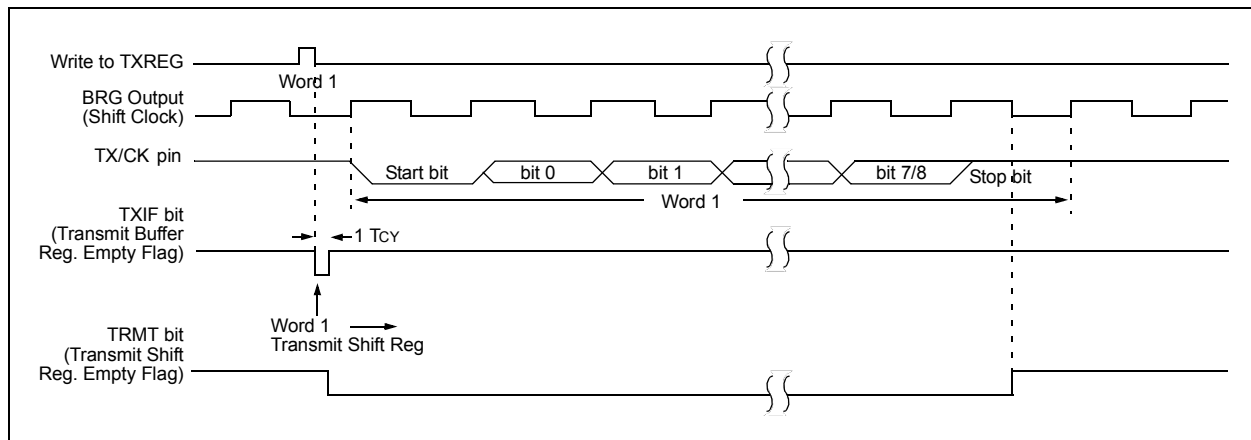 Write to TXREG
Word 1
BRG Output
(Shift Clock)
TX/CK pin
Start bit
bit 0
bit 1
bit 7/8
Stop bit
Word 1
TXIF bit
(Transmit Buffer
Reg. Empty Flag)
1 TCY
Word 1
Transmit Shift Reg
TRMT bit
(Transmit Shift
Reg. Empty Flag)